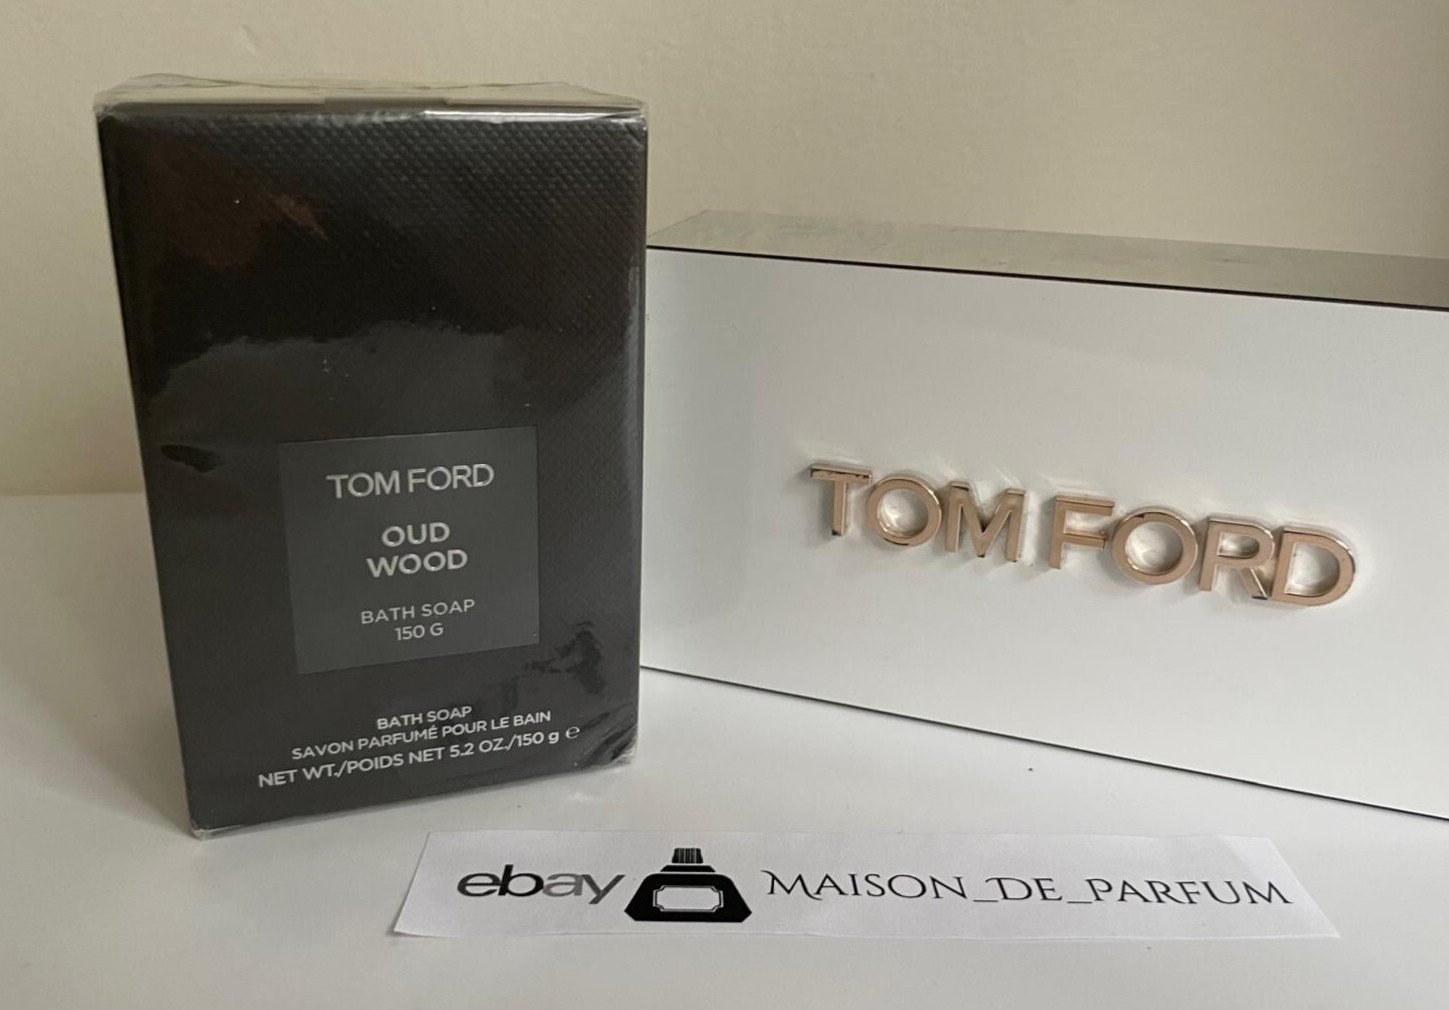 TOM FORD
OUD
WOOD
BATH SOAP
150 G
BATH SOAP
SAVON PARFUMÉ POUR LE BAIN
NET WT./POIDS NET 5.2 OZ./150 g ℮
TOM FORD
ebay MAISON_DE_PARFUM